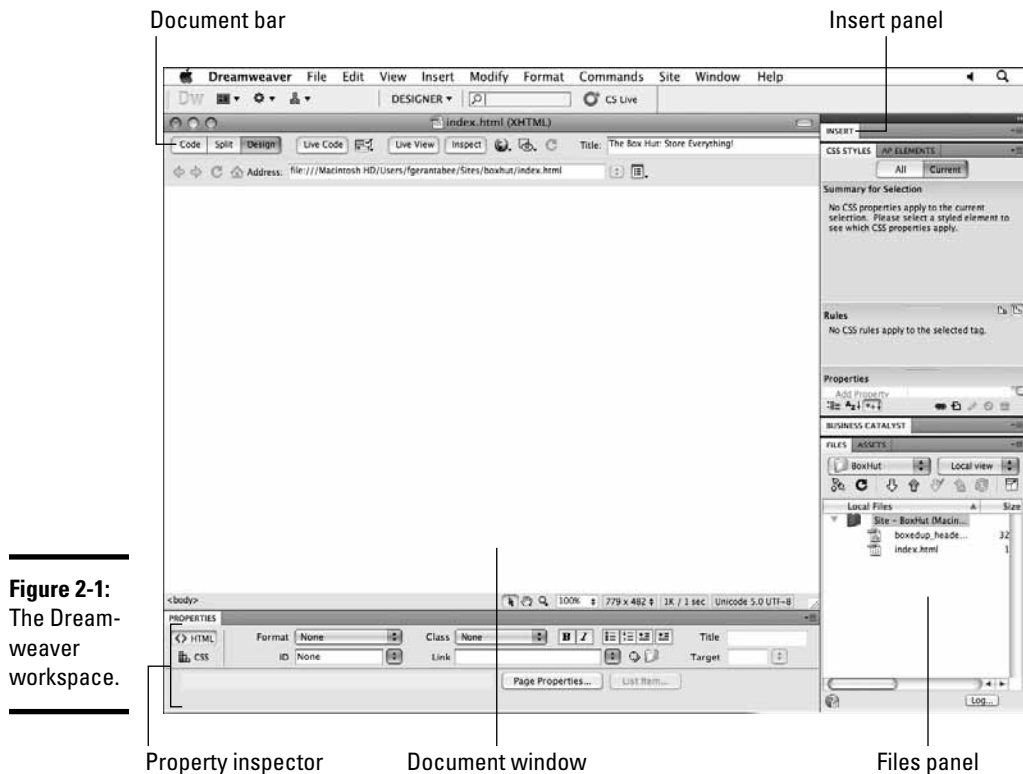 Document bar
Insert panel
Dreamweaver File Edit View Insert Modify Format Commands Site Window Help
DW DESIGNER CS Live
index.html (XHTML)
INSERT
Code Split Design Live Code Live View Inspect Title: The Box Hut: Store Everything!
CSS STYLES AP ELEMENTS
Address: file:///Macintosh HD/Users/fgerantabee/Sites/boxhut/index.html
All Current
Summary for Selection
No CSS properties apply to the current
selection. Please select a styled element to
see which CSS properties apply.
Rules
No CSS rules apply to the selected tag.
Properties
Add Property
BUSINESS CATALYST
FILES ASSETS
BoxHut Local view
Local Files Size
Site - BoxHut (Macin...
boxedup_heade... 32
index.html 1
Log...
<body> 100% 779 x 482 1K / 1 sec Unicode 5.0 UTF-8
PROPERTIES
<> HTML Format None Class None B I Title
CSS ID None Link Target
Page Properties... List Item...
Figure 2-1:
The Dream-
weaver
workspace.
Property inspector
Document window
Files panel